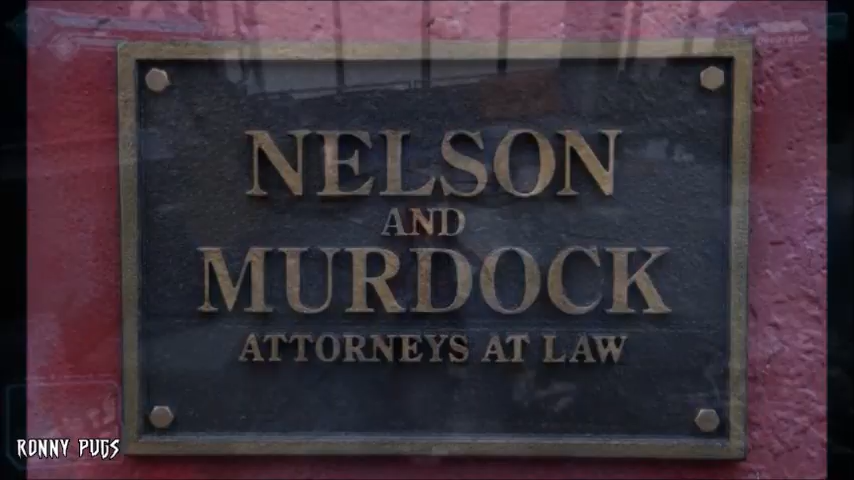 NELSON
AND
MURDOCK
ATTORNEYS AT LAW
RONNY PUGS